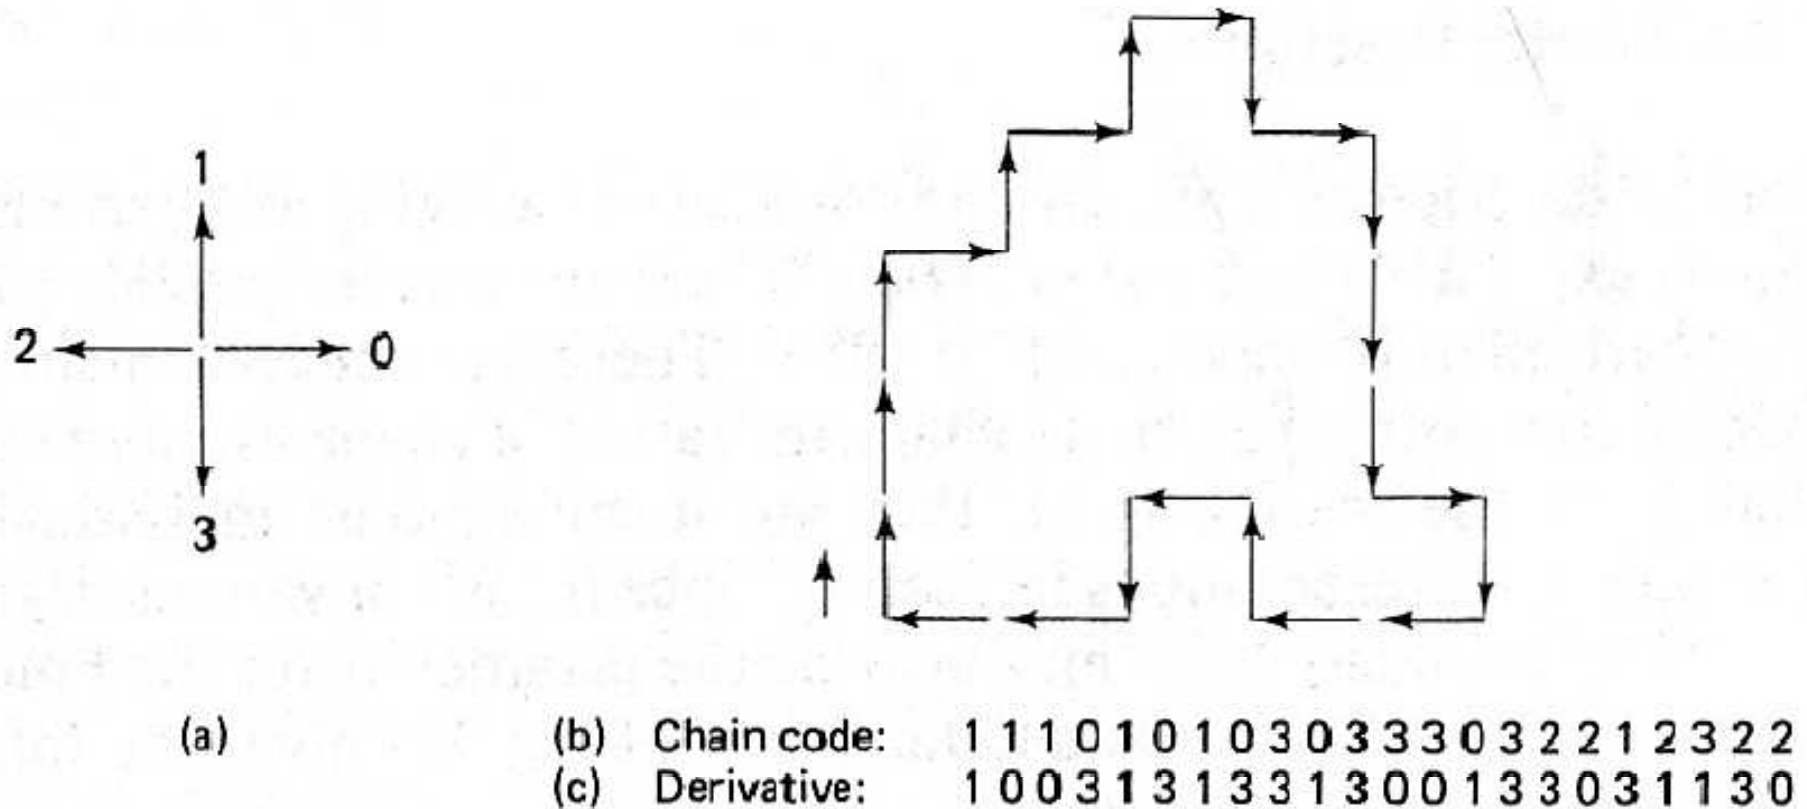 1
2 0
3
(a)
(b) Chain code: 1 1 1 0 1 0 1 0 3 0 3 3 3 0 3 2 2 1 2 3 2 2
(c) Derivative: 1 0 0 3 1 3 1 3 3 1 3 0 0 1 3 3 0 3 1 1 3 0